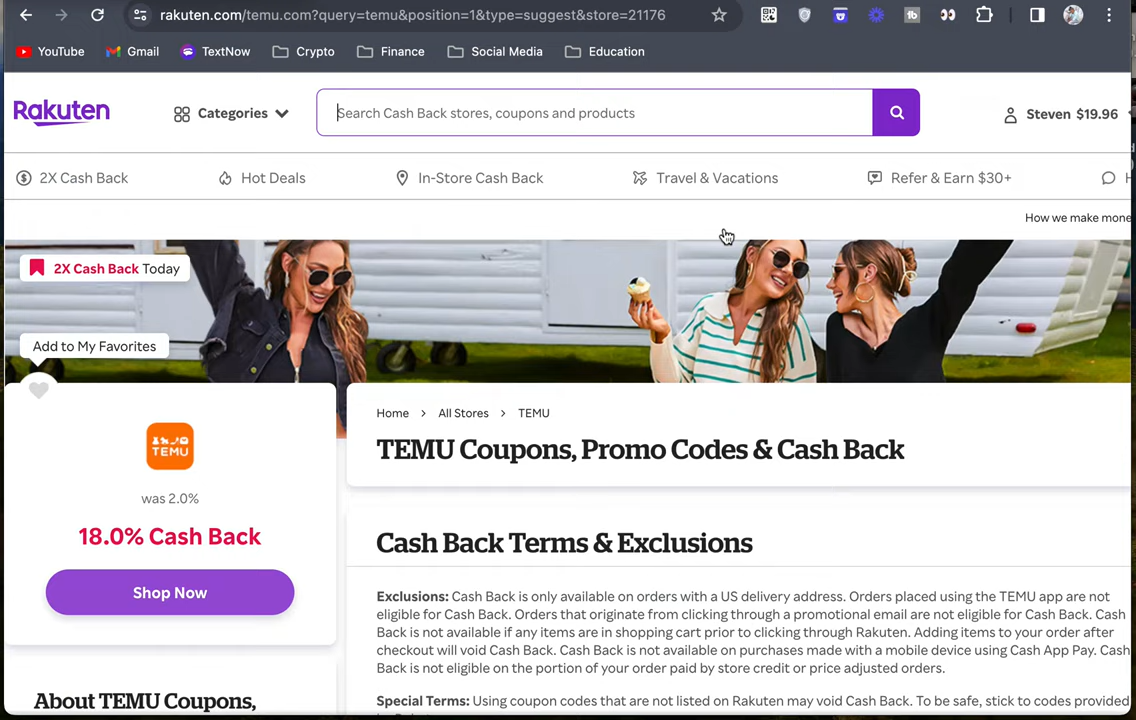 rakuten.com/temu.com?query=temu&position=1&type=suggest&store=21176
YouTube Gmail TextNow Crypto Finance Social Media Education
Rakuten Categories Search Cash Back stores, coupons and products Steven $19.96
2X Cash Back Hot Deals In-Store Cash Back Travel & Vacations Refer & Earn $30+ H
How we make mone
2X Cash Back Today
Add to My Favorites
Home > All Stores > TEMU
TEMU
TEMU Coupons, Promo Codes & Cash Back
was 2.0%
18.0% Cash Back
Shop Now
Cash Back Terms & Exclusions
Exclusions: Cash Back is only available on orders with a US delivery address. Orders placed using the TEMU app are not
eligible for Cash Back. Orders that originate from clicking through a promotional email are not eligible for Cash Back. Cash
Back is not available if any items are in shopping cart prior to clicking through Rakuten. Adding items to your order after
checkout will void Cash Back. Cash Back is not available on purchases made with a mobile device using Cash App Pay. Cash
Back is not eligible on the portion of your order paid by store credit or price adjusted orders.
Special Terms: Using coupon codes that are not listed on Rakuten may void Cash Back. To be safe, stick to codes provided
About TEMU Coupons,